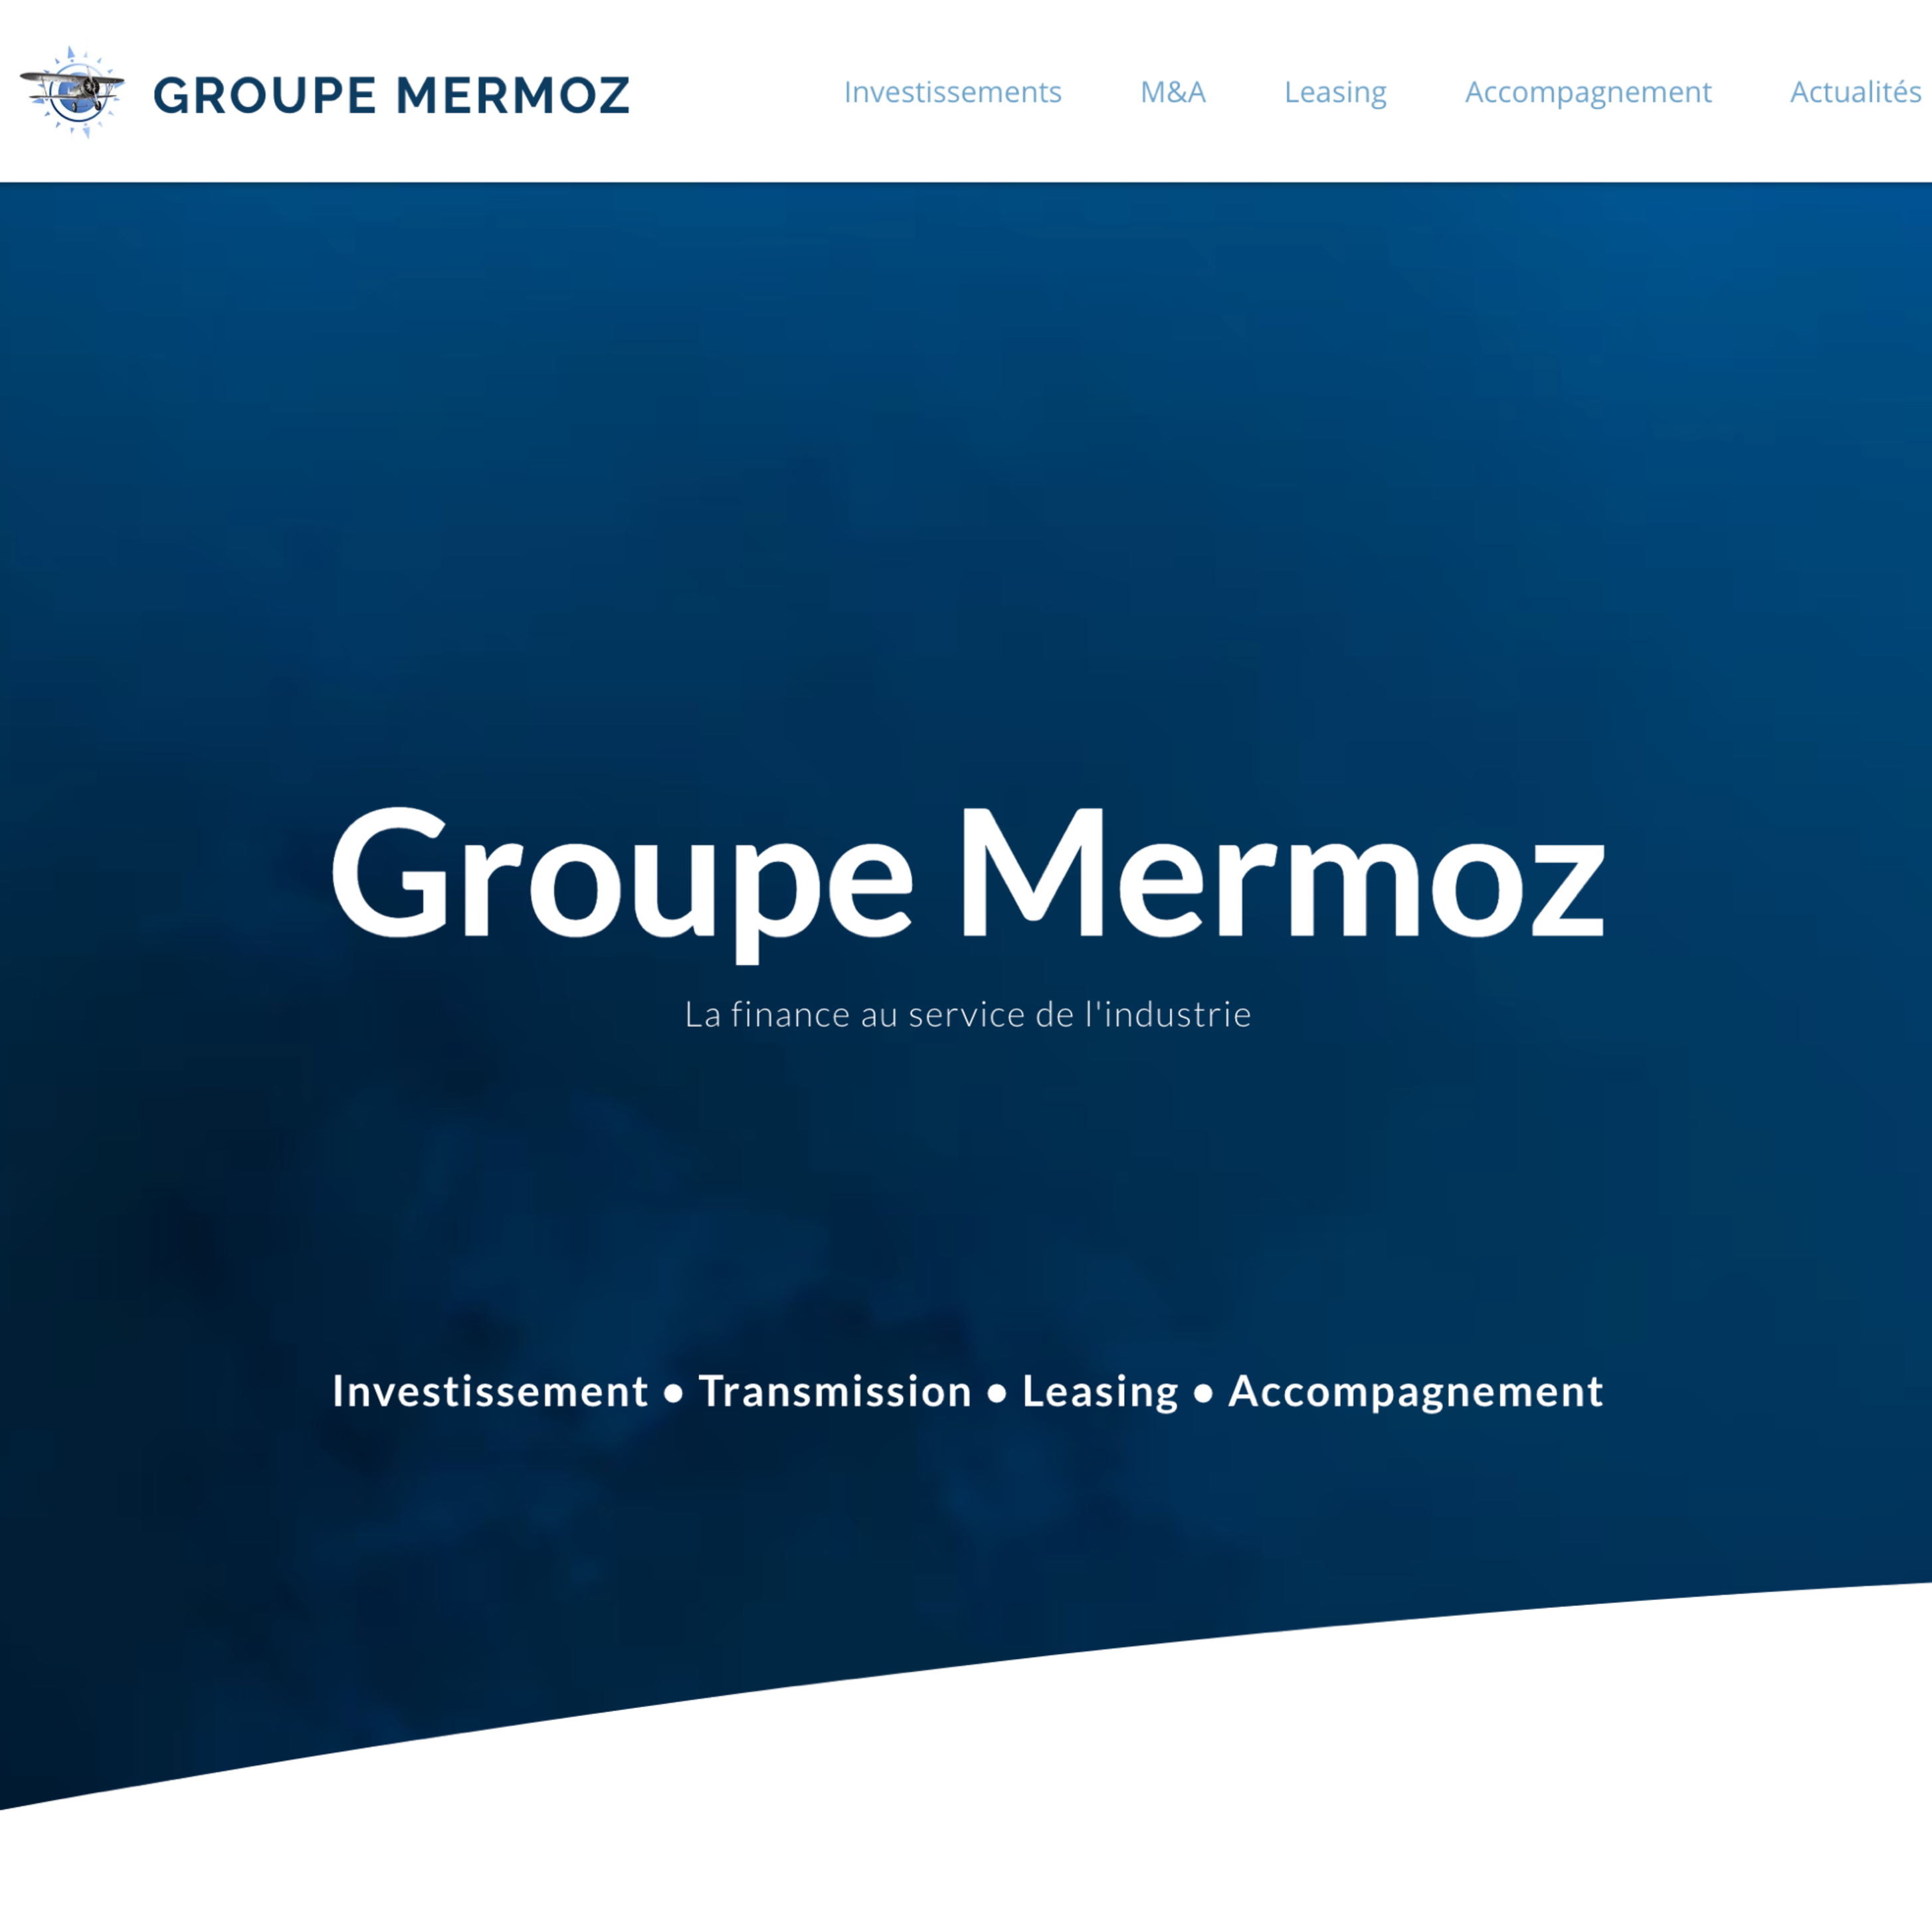 GROUPE MERMOZ
Investissements M&A Leasing Accompagnement Actualités
Groupe Mermoz
La finance au service de l'industrie
Investissement • Transmission • Leasing • Accompagnement